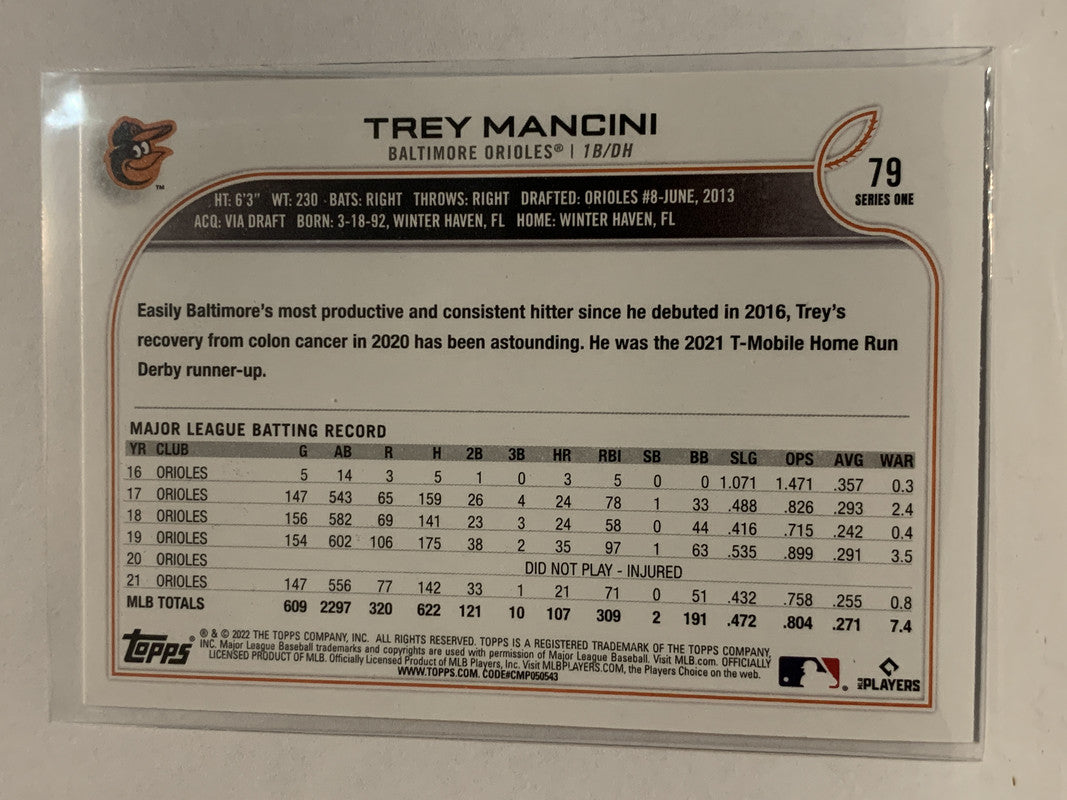 TREY MANCINI
BALTIMORE ORIOLES® | 1B/DH
79
SERIES ONE
HT: 6'3" WT: 230 BATS: RIGHT THROWS: RIGHT DRAFTED: ORIOLES #8-JUNE, 2013
ACQ: VIA DRAFT BORN: 3-18-92, WINTER HAVEN, FL HOME: WINTER HAVEN, FL
TM
Easily Baltimore's most productive and consistent hitter since he debuted in 2016, Trey's
recovery from colon cancer in 2020 has been astounding. He was the 2021 T-Mobile Home Run
Derby runner-up.
MAJOR LEAGUE BATTING RECORD
YR CLUB G AB R H 2B 3B HR RBI SB BB SLG OPS AVG WAR
16 ORIOLES 5 14 3 5 1 0 3 5 0 0 1.071 1.471 .357 0.3
17 ORIOLES 147 543 65 159 26 4 24 78 1 33 .488 .826 .293 2.4
18 ORIOLES 156 582 69 141 23 3 24 58 0 44 .416 .715 .242 0.4
19 ORIOLES 154 602 106 175 38 2 35 97 1 63 .535 .899 .291 3.5
20 ORIOLES DID NOT PLAY - INJURED
21 ORIOLES 147 556 77 142 33 1 21 71 0 51 .432 .758 .255 0.8
MLB TOTALS 609 2297 320 622 121 10 107 309 2 191 .472 .804 .271 7.4
Topps®
® & © 2022 THE TOPPS COMPANY, INC. ALL RIGHTS RESERVED. TOPPS IS A REGISTERED TRADEMARK OF THE TOPPS COMPANY,
INC. Major League Baseball trademarks and copyrights are used with permission of Major League Baseball. Visit MLB.com. OFFICIALLY
LICENSED PRODUCT OF MLB. Officially Licensed Product of MLB Players, Inc. Visit MLBPLAYERS.COM, the Players Choice on the web.
WWW.TOPPS.COM. CODE#CMP050543
®
MLB PLAYERS